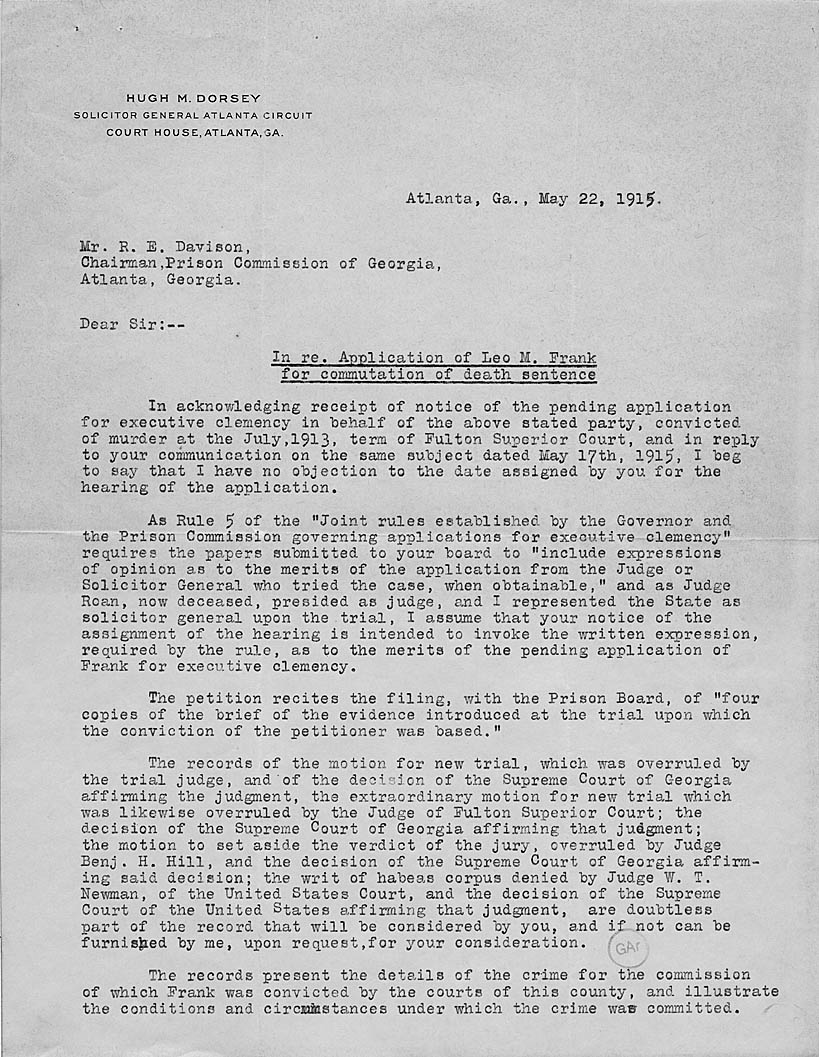 HUGH M. DORSEY
SOLICITOR GENERAL ATLANTA CIRCUIT
COURT HOUSE, ATLANTA, GA.
Atlanta, Ga., May 22, 1915.
Mr. R. E. Davison,
Chairman,Prison Commission of Georgia,
Atlanta, Georgia.
Dear Sir:--
In re. Application of Leo M. Frank
for commutation of death sentence
In acknowledging receipt of notice of the pending application
for executive clemency in behalf of the above stated party, convicted
of murder at the July,1913, term of Fulton Superior Court, and in reply
to your communication on the same subject dated May 17th, 1915, I beg
to say that I have no objection to the date assigned by you for the
hearing of the application.
As Rule 5 of the "Joint rules established by the Governor and
the Prison Commission governing applications for executive clemency"
requires the papers submitted to your board to "include expressions
of opinion as to the merits of the application from the Judge or
Solicitor General who tried the case, when obtainable," and as Judge
Roan, now deceased, presided as judge, and I represented the State as
solicitor general upon the trial, I assume that your notice of the
assignment of the hearing is intended to invoke the written expression,
required by the rule, as to the merits of the pending application of
Frank for executive clemency.
The petition recites the filing, with the Prison Board, of "four
copies of the brief of the evidence introduced at the trial upon which
the conviction of the petitioner was based."
The records of the motion for new trial, which was overruled by
the trial judge, and of the decision of the Supreme Court of Georgia
affirming the judgment, the extraordinary motion for new trial which
was likewise overruled by the Judge of Fulton Superior Court; the
decision of the Supreme Court of Georgia affirming that judgment;
the motion to set aside the verdict of the jury, overruled by Judge
Benj. H. Hill, and the decision of the Supreme Court of Georgia affirm-
ing said decision; the writ of habeas corpus denied by Judge W. T.
Newman, of the United States Court, and the decision of the Supreme
Court of the United States affirming that judgment, are doubtless
part of the record that will be considered by you, and if not can be
furnished by me, upon request,for your consideration.
GAr
The records present the details of the crime for the commission
of which Frank was convicted by the courts of this county, and illustrate
the conditions and circumstances under which the crime was committed.